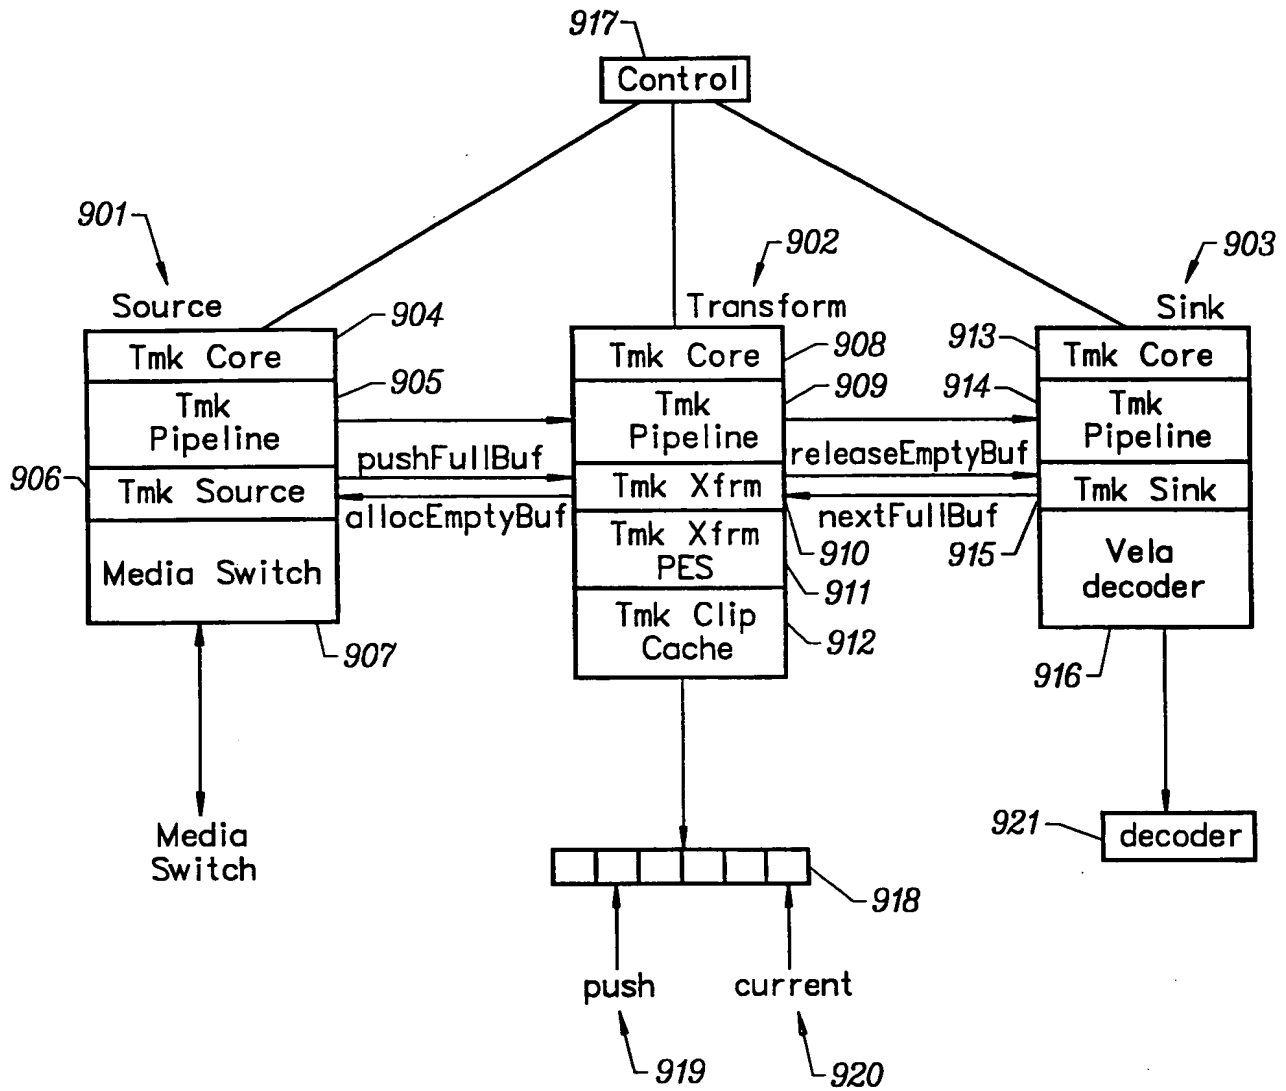 917
Control
901
902
903
Source
Transform
Sink
904
908
913
Tmk Core
Tmk Core
Tmk Core
905
909
914
Tmk
Pipeline
Tmk
Pipeline
Tmk
Pipeline
pushFullBuf
releaseEmptyBuf
906
Tmk Source
Tmk Xfrm
Tmk Sink
allocEmptyBuf
nextFullBuf
910
915
Media Switch
Tmk Xfrm
PES
Vela
decoder
911
Tmk Clip
Cache
912
907
916
Media
Switch
921
decoder
918
push
current
919
920